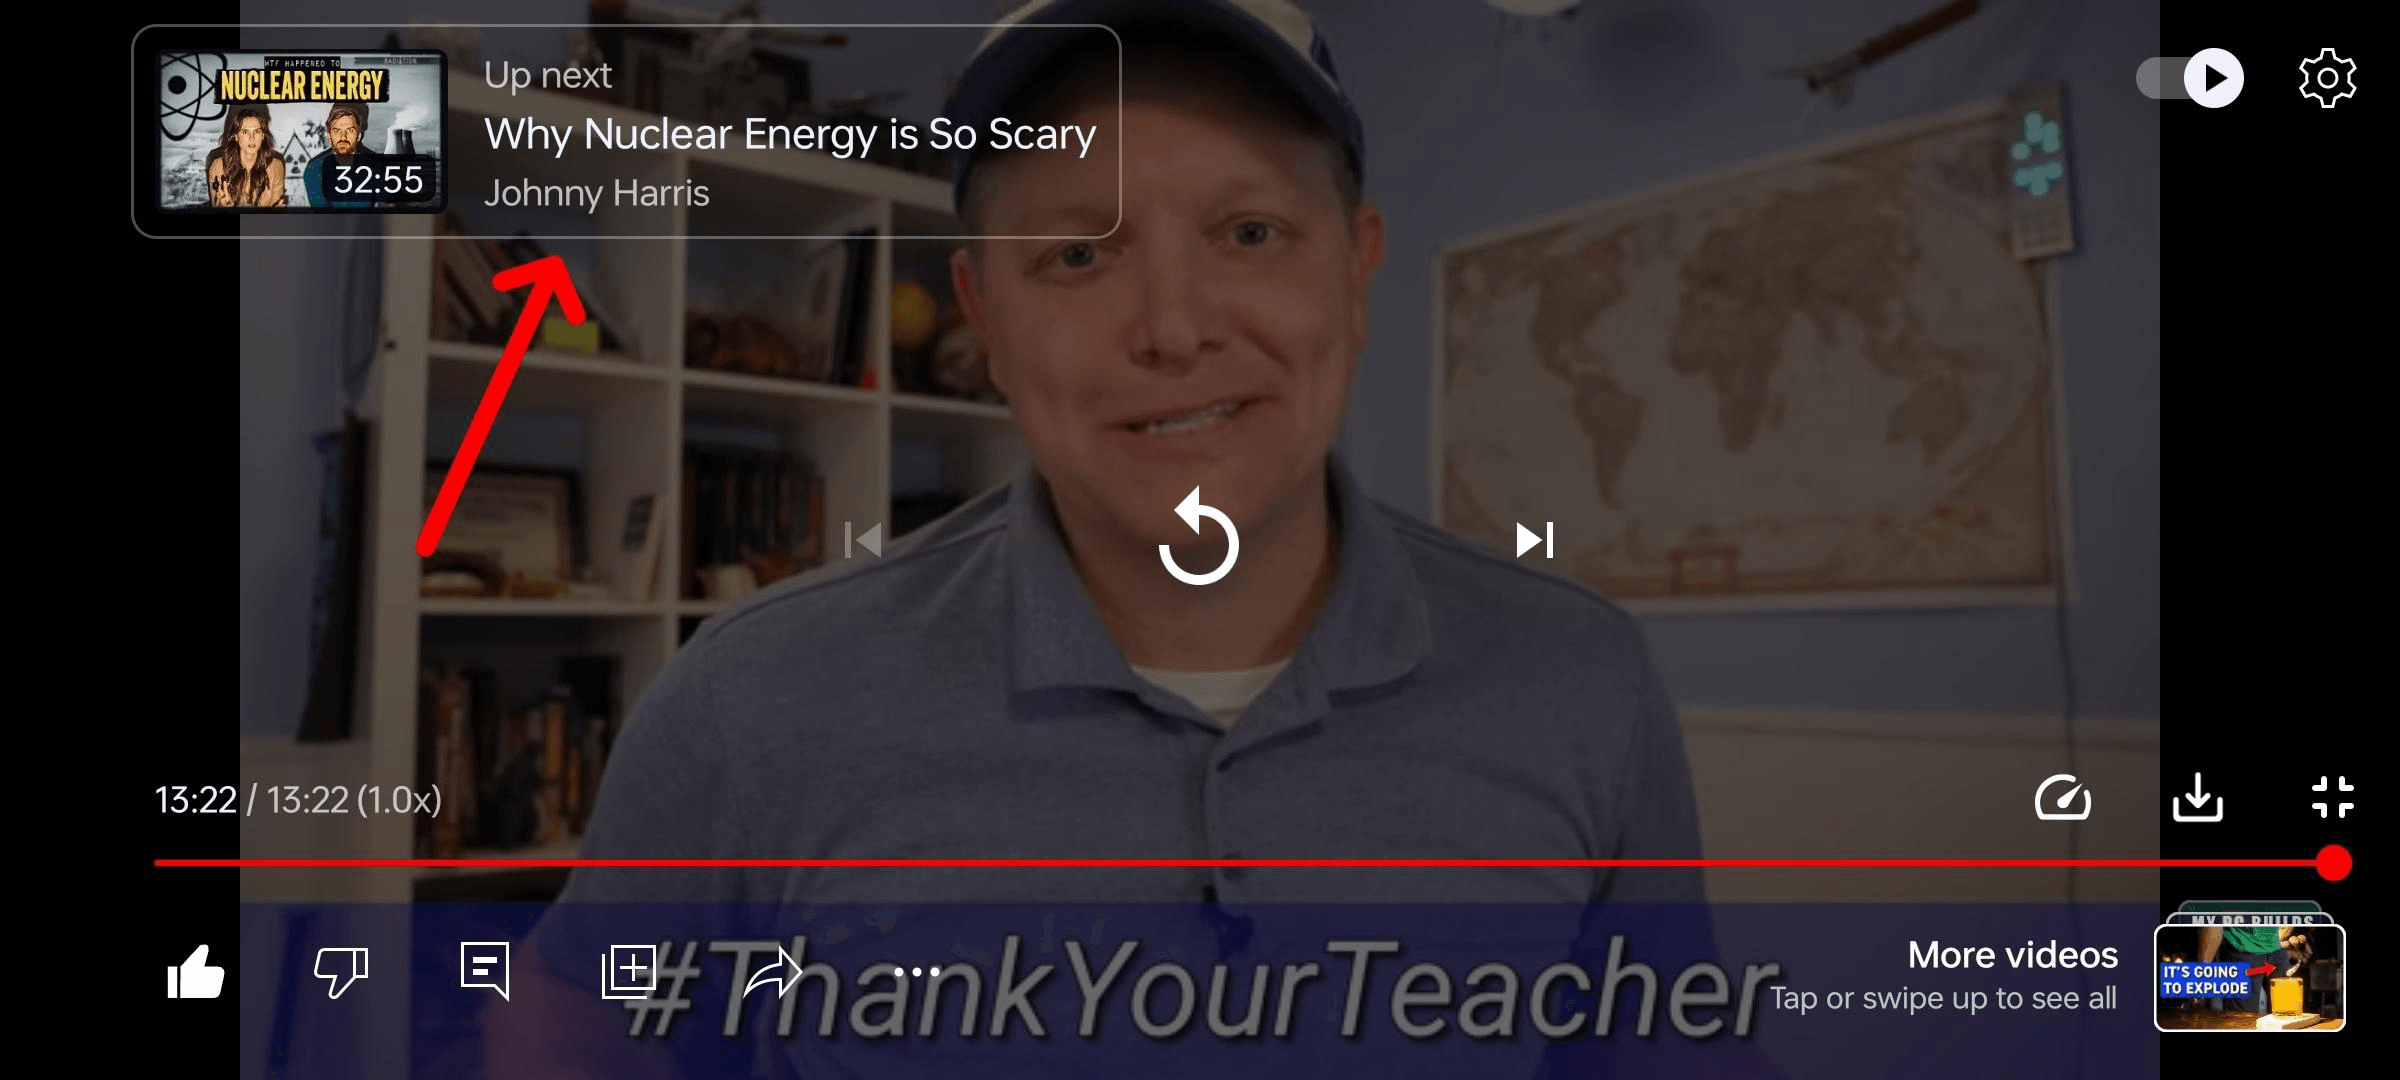 WTF HAPPENED TO
RADIATION
NUCLEAR ENERGY
32:55
Up next
Why Nuclear Energy is So Scary
Johnny Harris
13:22 / 13:22 (1.0x)
#ThankYourTeacher
More videos
Tap or swipe up to see all
MY PC BUILDS
IT'S GOING
TO EXPLODE